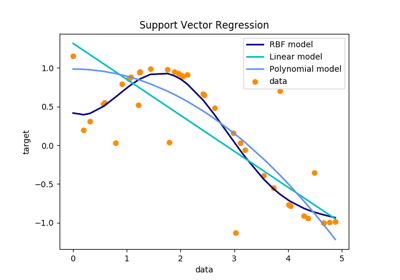 Support Vector Regression
RBF model
Linear model
Polynomial model
data
1.0
0.5
0.0
−0.5
−1.0
target
0
1
2
3
4
5
data